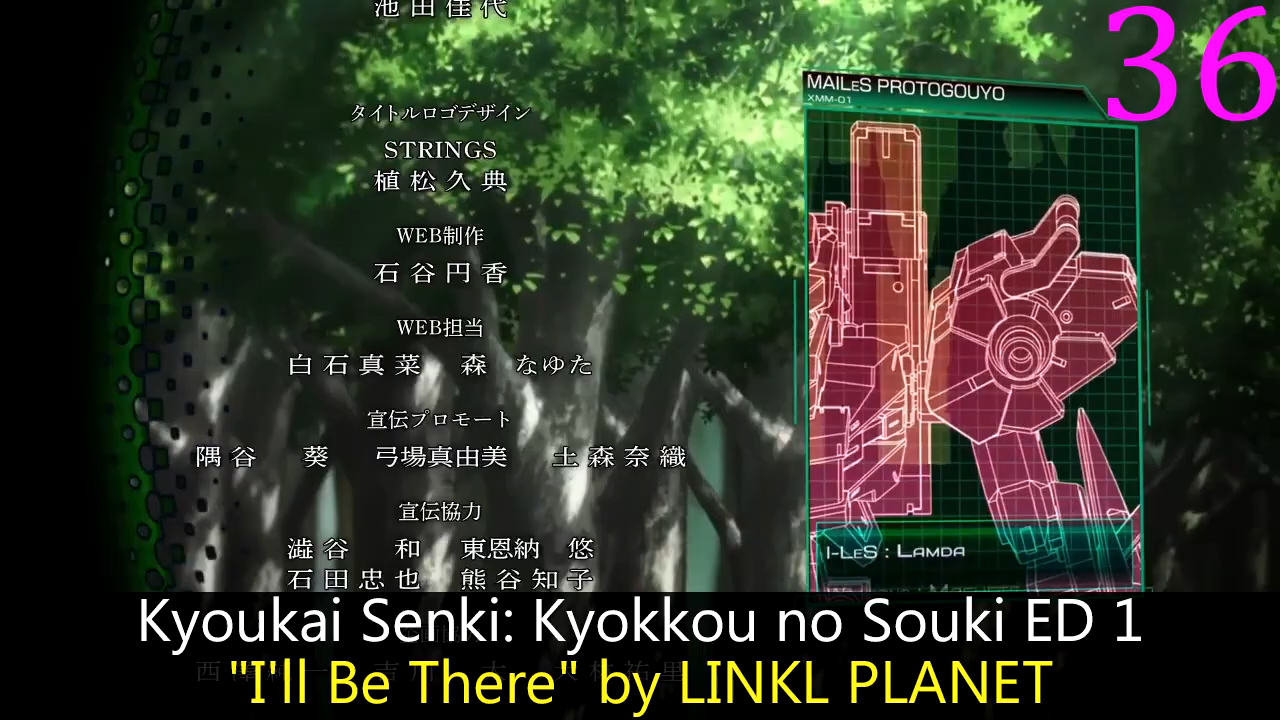 池田佳代
36
MAILeS PROTOGOUYO
XMM-01
タイトルロゴデザイン
STRINGS
植松久典
WEB制作
石谷円香
WEB担当
白石真菜 森 なゆた
宣伝プロモート
隅谷 葵 弓場真由美 土森奈織
宣伝協力
澁谷 和 東恩納 悠
石田忠也 熊谷知子
I-LeS : Lamda
Kyoukai Senki: Kyokkou no Souki ED 1
"I'll Be There" by LINKL PLANET